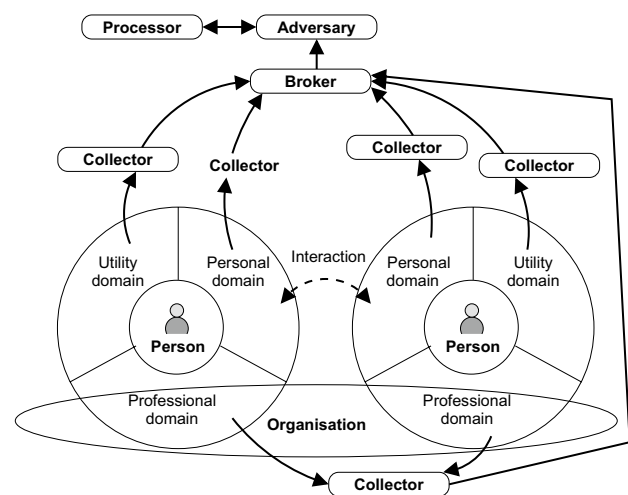 Processor
Adversary
Broker
Collector
Collector
Collector
Collector
Interaction
Utility
domain
Personal
domain
Personal
domain
Utility
domain
Person
Person
Professional
domain
Organisation
Professional
domain
Collector